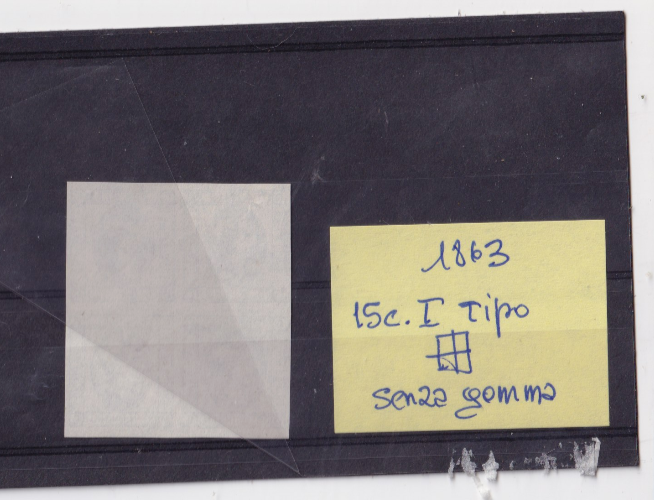 1863
15c. I Tipo
senza gomma